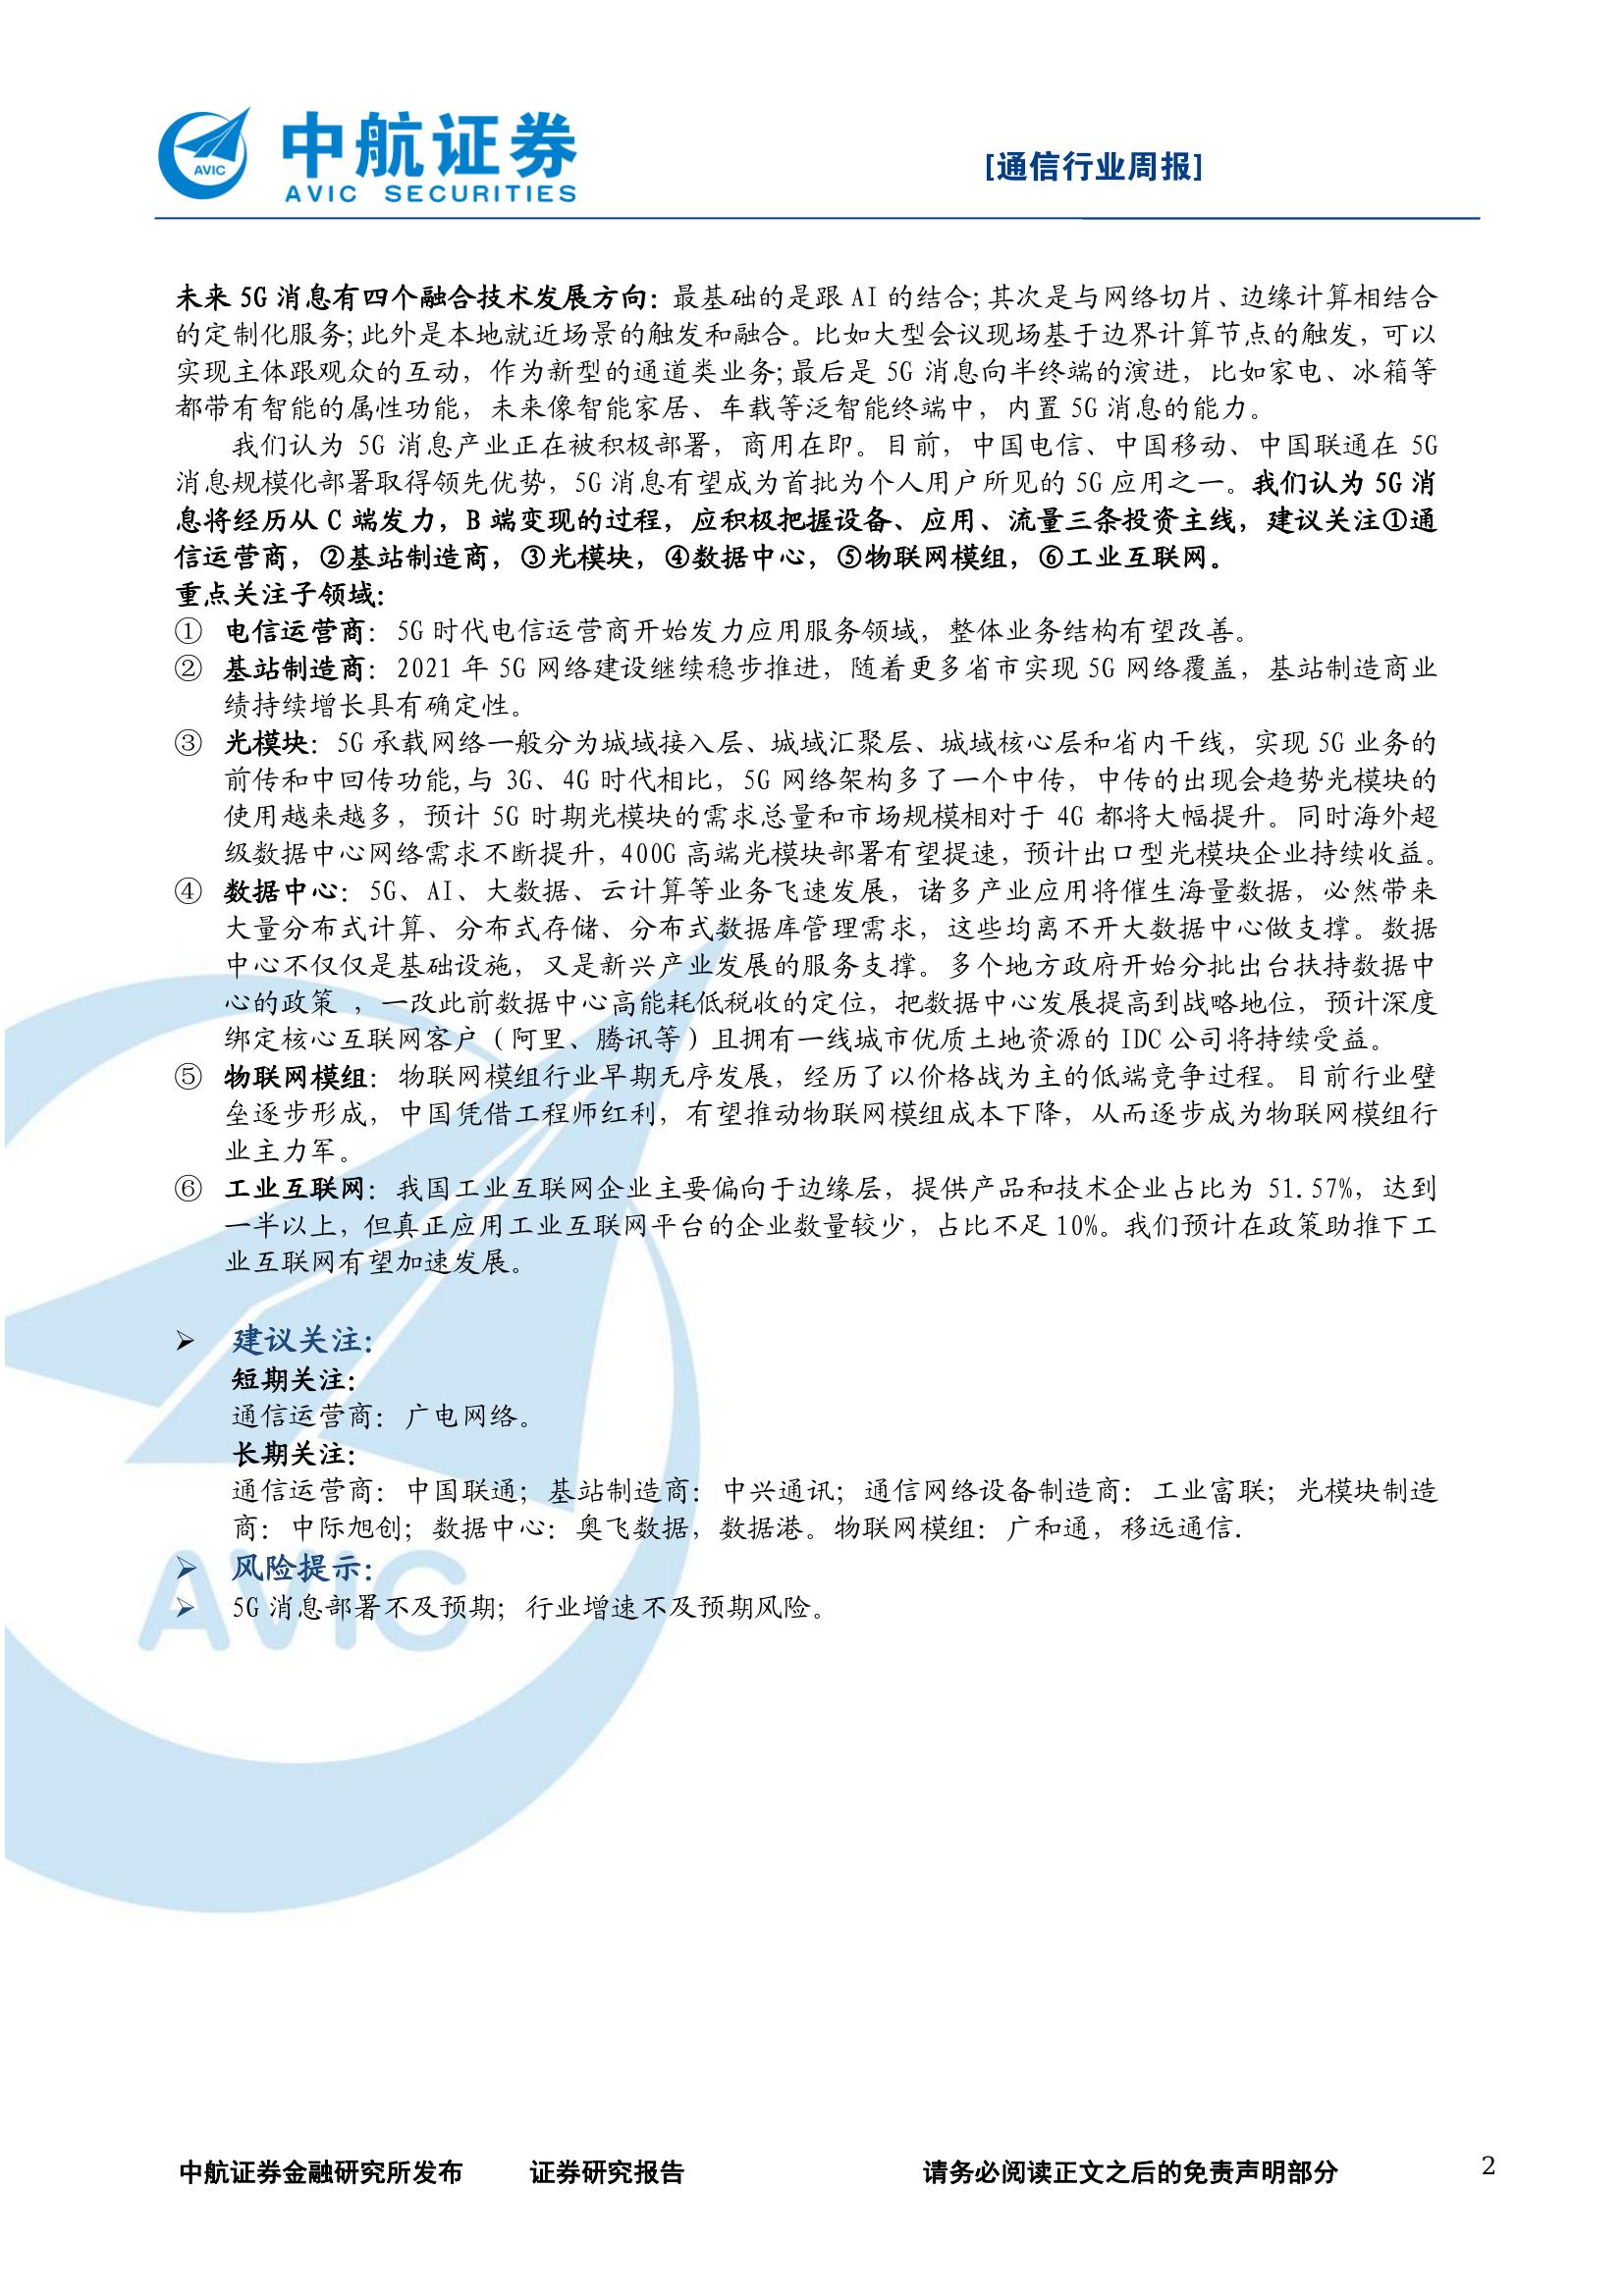 中航证券
AVIC SECURITIES
AVIC
[通信行业周报]
未来 5G 消息有四个融合技术发展方向：最基础的是跟 AI 的结合;其次是与网络切片、边缘计算相结合
的定制化服务;此外是本地就近场景的触发和融合。比如大型会议现场基于边界计算节点的触发，可以
实现主体跟观众的互动，作为新型的通道类业务;最后是 5G 消息向半终端的演进，比如家电、冰箱等
都带有智能的属性功能，未来像智能家居、车载等泛智能终端中，内置 5G 消息的能力。
我们认为 5G 消息产业正在被积极部署，商用在即。目前，中国电信、中国移动、中国联通在 5G
消息规模化部署取得领先优势，5G 消息有望成为首批为个人用户所见的 5G 应用之一。我们认为 5G 消
息将经历从 C 端发力，B 端变现的过程，应积极把握设备、应用、流量三条投资主线，建议关注①通
信运营商，②基站制造商，③光模块，④数据中心，⑤物联网模组，⑥工业互联网。
重点关注子领域：
① 电信运营商：5G 时代电信运营商开始发力应用服务领域，整体业务结构有望改善。
② 基站制造商：2021 年 5G 网络建设继续稳步推进，随着更多省市实现 5G 网络覆盖，基站制造商业
绩持续增长具有确定性。
③ 光模块：5G 承载网络一般分为城域接入层、城域汇聚层、城域核心层和省内干线，实现 5G 业务的
前传和中回传功能,与 3G、4G 时代相比，5G 网络架构多了一个中传，中传的出现会趋势光模块的
使用越来越多，预计 5G 时期光模块的需求总量和市场规模相对于 4G 都将大幅提升。同时海外超
级数据中心网络需求不断提升，400G 高端光模块部署有望提速，预计出口型光模块企业持续收益。
④ 数据中心：5G、AI、大数据、云计算等业务飞速发展，诸多产业应用将催生海量数据，必然带来
大量分布式计算、分布式存储、分布式数据库管理需求，这些均离不开大数据中心做支撑。数据
中心不仅仅是基础设施，又是新兴产业发展的服务支撑。多个地方政府开始分批出台扶持数据中
心的政策 ，一改此前数据中心高能耗低税收的定位，把数据中心发展提高到战略地位，预计深度
绑定核心互联网客户（阿里、腾讯等）且拥有一线城市优质土地资源的 IDC 公司将持续受益。
⑤ 物联网模组：物联网模组行业早期无序发展，经历了以价格战为主的低端竞争过程。目前行业壁
垒逐步形成，中国凭借工程师红利，有望推动物联网模组成本下降，从而逐步成为物联网模组行
业主力军。
⑥ 工业互联网：我国工业互联网企业主要偏向于边缘层，提供产品和技术企业占比为 51.57%，达到
一半以上，但真正应用工业互联网平台的企业数量较少，占比不足 10%。我们预计在政策助推下工
业互联网有望加速发展。
➢ 建议关注：
短期关注：
通信运营商：广电网络。
长期关注：
通信运营商：中国联通；基站制造商：中兴通讯；通信网络设备制造商：工业富联；光模块制造
商：中际旭创；数据中心：奥飞数据，数据港。物联网模组：广和通，移远通信.
➢ 风险提示：
➢ 5G 消息部署不及预期；行业增速不及预期风险。
AVIC
中航证券金融研究所发布 证券研究报告 请务必阅读正文之后的免责声明部分 2